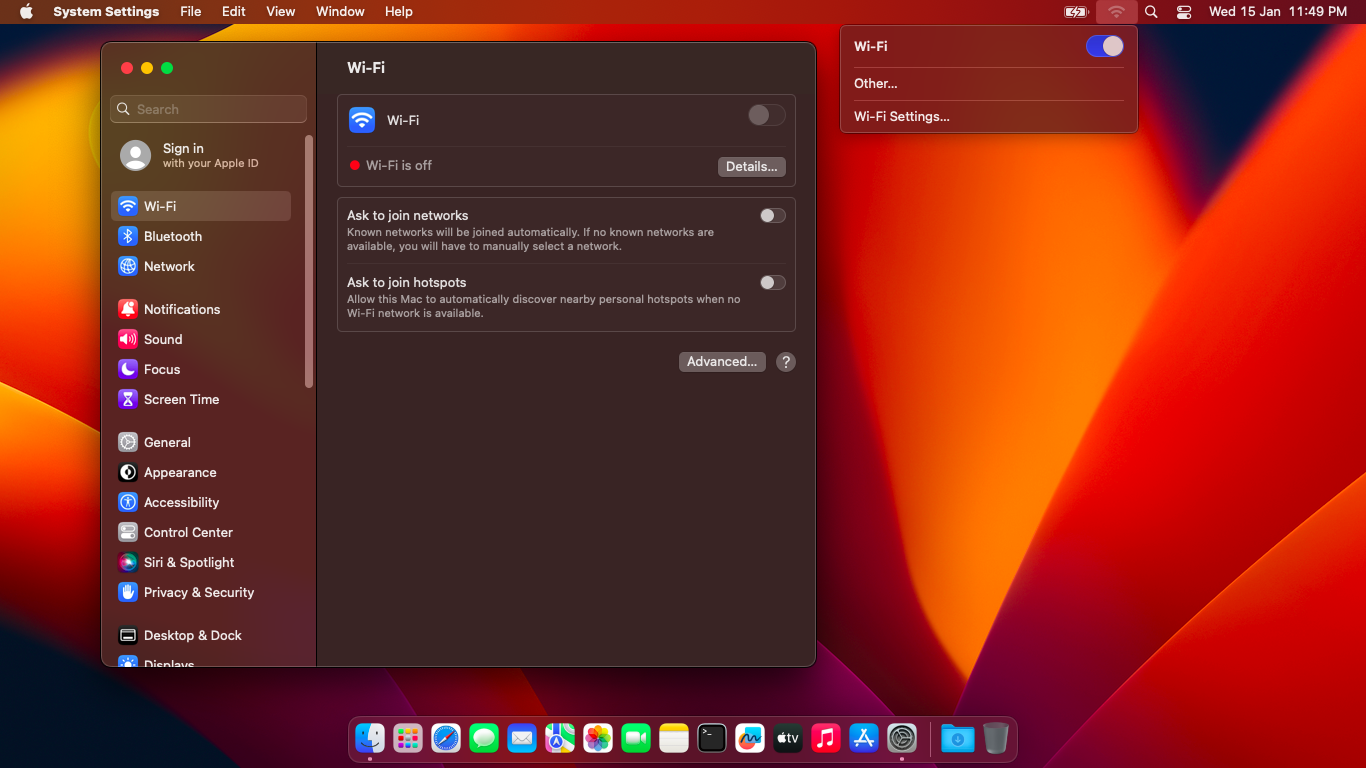 System Settings File Edit View Window Help
Wed 15 Jan 11:49 PM
Wi-Fi
Other...
Wi-Fi Settings...
Search
Sign in
with your Apple ID
Wi-Fi
Bluetooth
Network
Notifications
Sound
Focus
Screen Time
General
Appearance
Accessibility
Control Center
Siri & Spotlight
Privacy & Security
Desktop & Dock
Displays
Wi-Fi
Wi-Fi
Wi-Fi is off
Details...
Ask to join networks
Known networks will be joined automatically. If no known networks are
available, you will have to manually select a network.
Ask to join hotspots
Allow this Mac to automatically discover nearby personal hotspots when no
Wi-Fi network is available.
Advanced... ?
tv